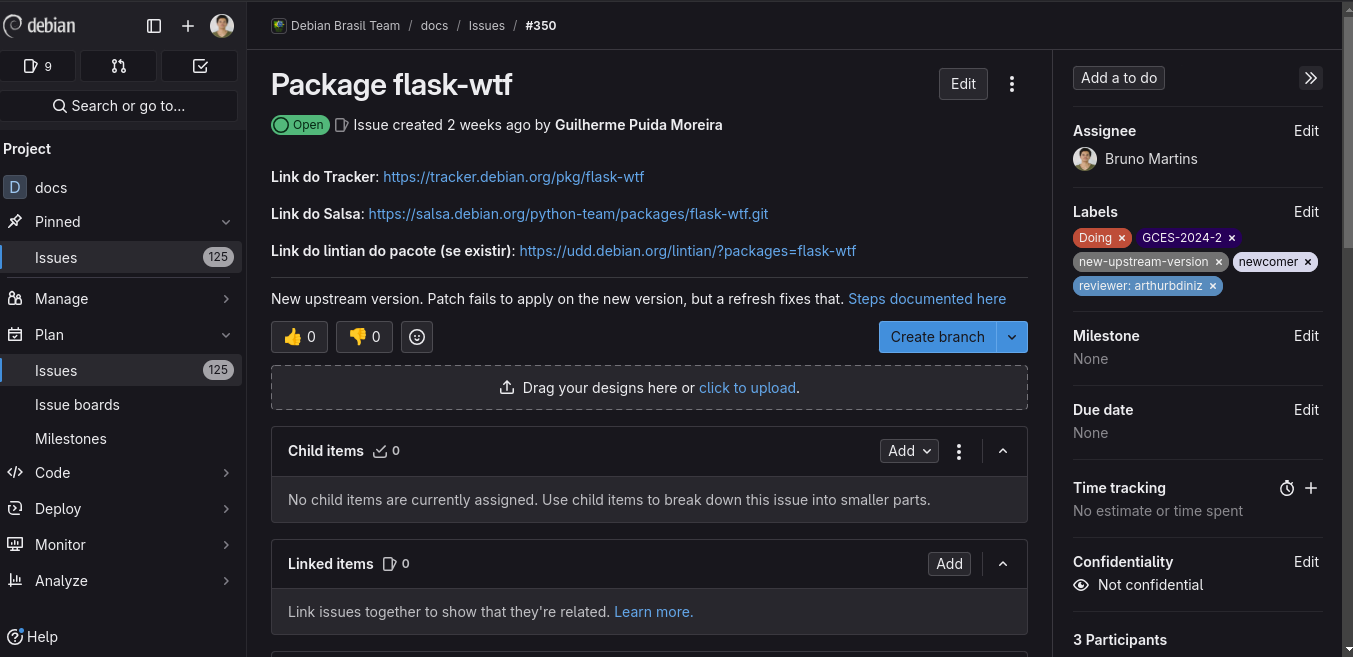 debian
9
Search or go to...
Project
D docs
Pinned
Issues 125
Manage
Plan
Issues 125
Issue boards
Milestones
Code
Deploy
Monitor
Analyze
Help
Debian Brasil Team / docs / Issues / #350
Package flask-wtf
Edit
Open Issue created 2 weeks ago by Guilherme Puida Moreira
Link do Tracker: https://tracker.debian.org/pkg/flask-wtf
Link do Salsa: https://salsa.debian.org/python-team/packages/flask-wtf.git
Link do lintian do pacote (se existir): https://udd.debian.org/lintian/?packages=flask-wtf
New upstream version. Patch fails to apply on the new version, but a refresh fixes that. Steps documented here
👍 0 👎 0
Create branch
Drag your designs here or click to upload.
Child items 0
Add
No child items are currently assigned. Use child items to break down this issue into smaller parts.
Linked items 0
Add
Link issues together to show that they're related. Learn more.
Add a to do
Assignee Edit
Bruno Martins
Labels Edit
Doing × GCES-2024-2 ×
new-upstream-version × newcomer ×
reviewer: arthurbdiniz ×
Milestone Edit
None
Due date Edit
None
Time tracking
No estimate or time spent
Confidentiality Edit
Not confidential
3 Participants